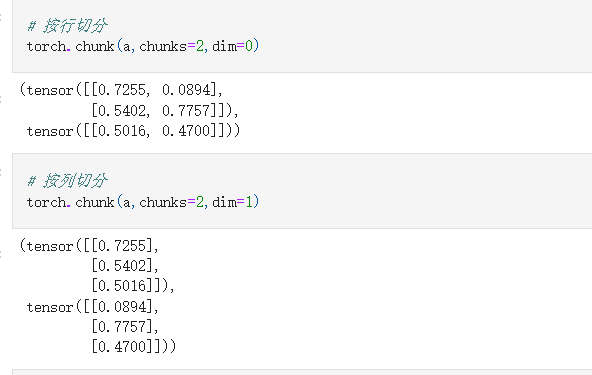 # 按行切分
torch.chunk(a,chunks=2,dim=0)
(tensor([[0.7255, 0.0894],
[0.5402, 0.7757]]),
tensor([[0.5016, 0.4700]]))
# 按列切分
torch.chunk(a,chunks=2,dim=1)
(tensor([[0.7255],
[0.5402],
[0.5016]]),
tensor([[0.0894],
[0.7757],
[0.4700]]))